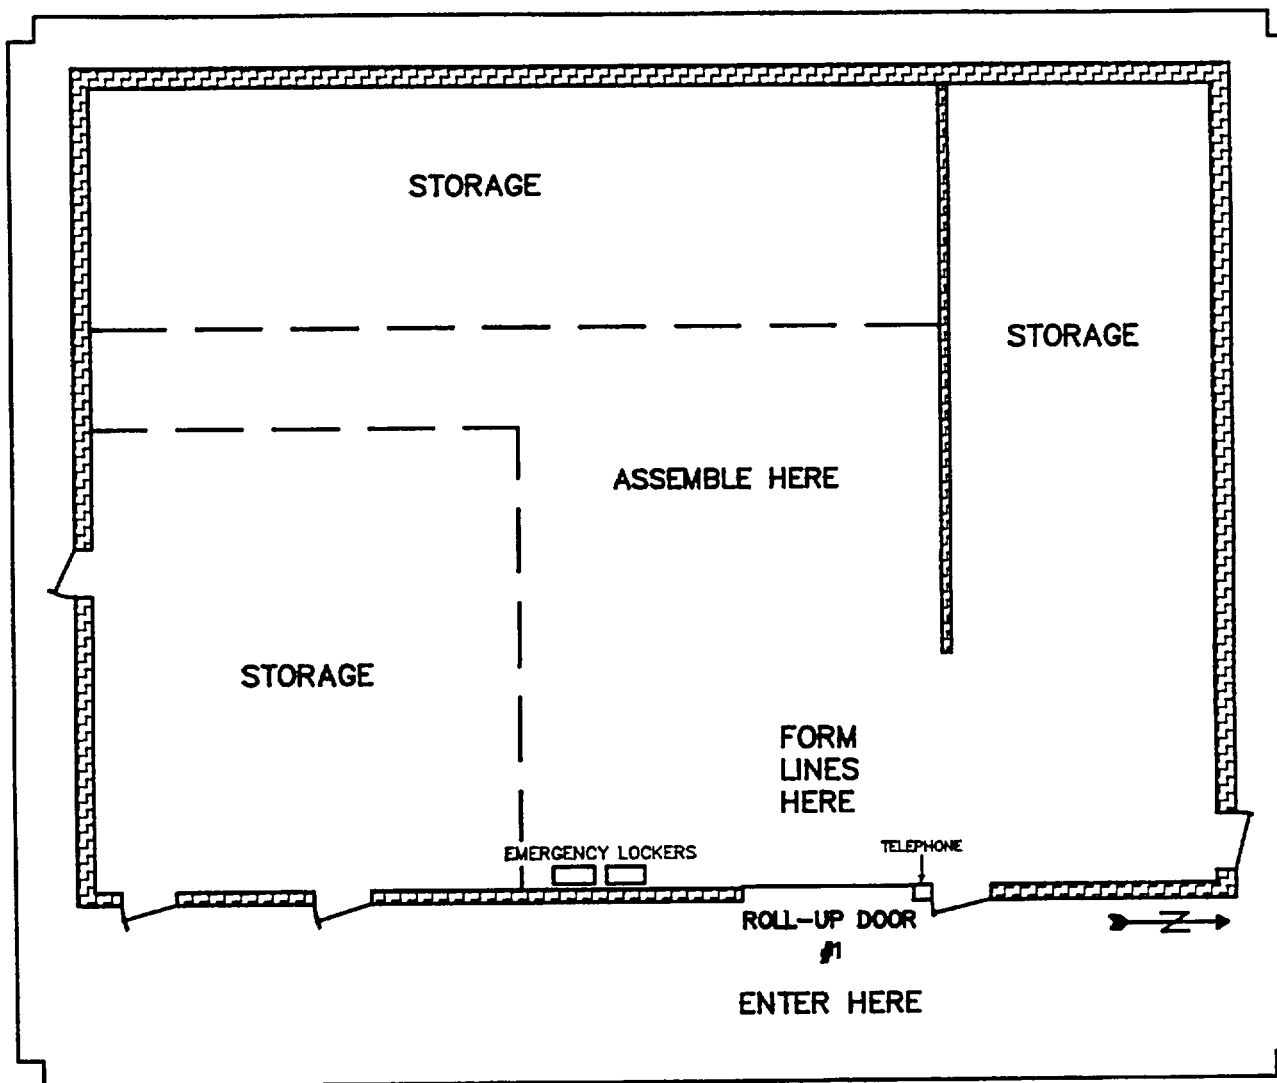 STORAGE
STORAGE
ASSEMBLE HERE
STORAGE
FORM
LINES
HERE
EMERGENCY LOCKERS
TELEPHONE
ROLL-UP DOOR
#1
N
ENTER HERE